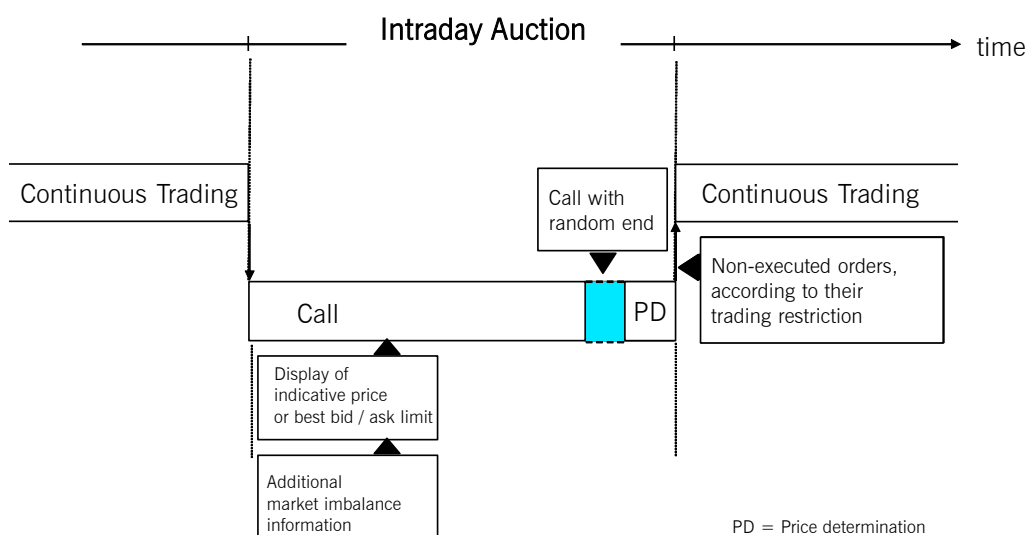 Intraday Auction
time
Continuous Trading
Call with
random end
Continuous Trading
Non-executed orders,
according to their
trading restriction
Call
PD
Display of
indicative price
or best bid / ask limit
Additional
market imbalance
information
PD = Price determination